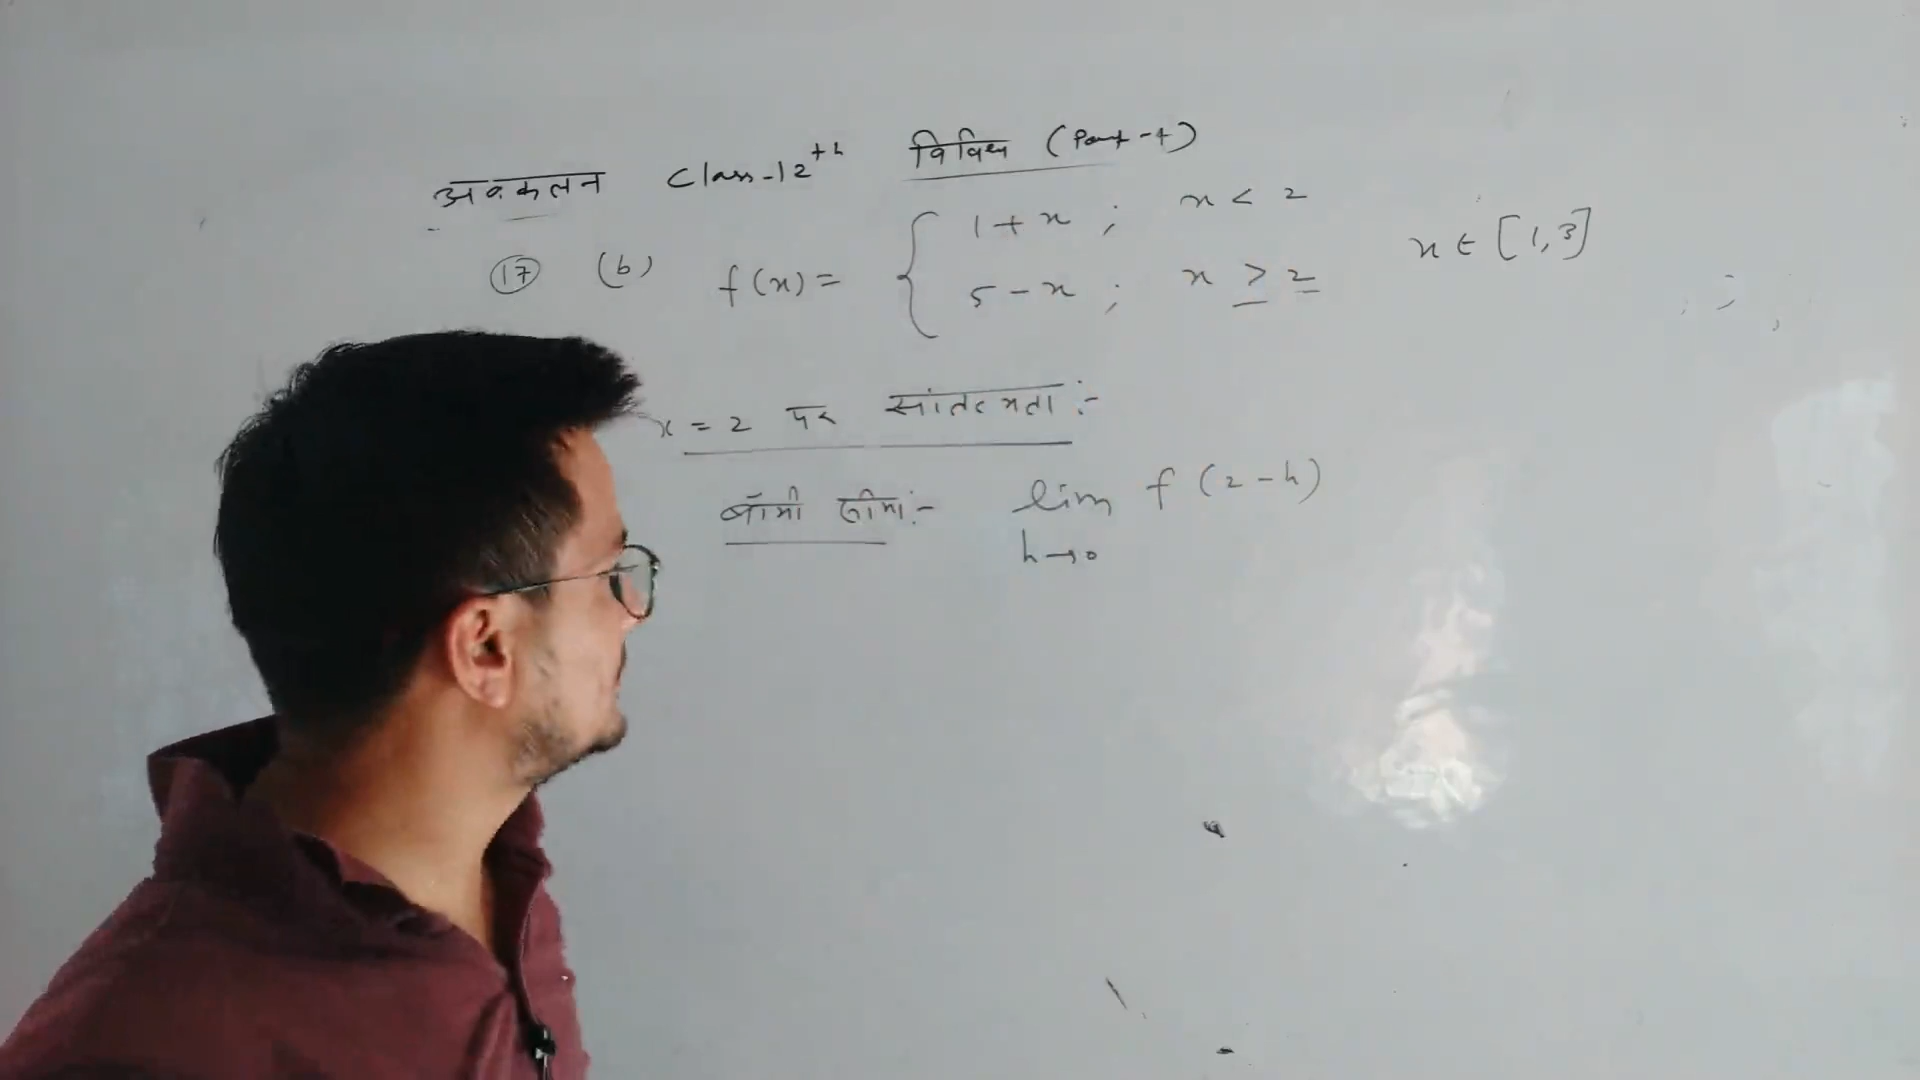 अवकलन Class-12th विविध (Part-4)
17 (b) f(x) = { 1 + x ; x < 2
5 - x ; x ≥ 2 x ∈ [1,3]
x = 2 पर सांतत्यता :-
बाँयी सीमा :- lim f (2 - h)
h→0